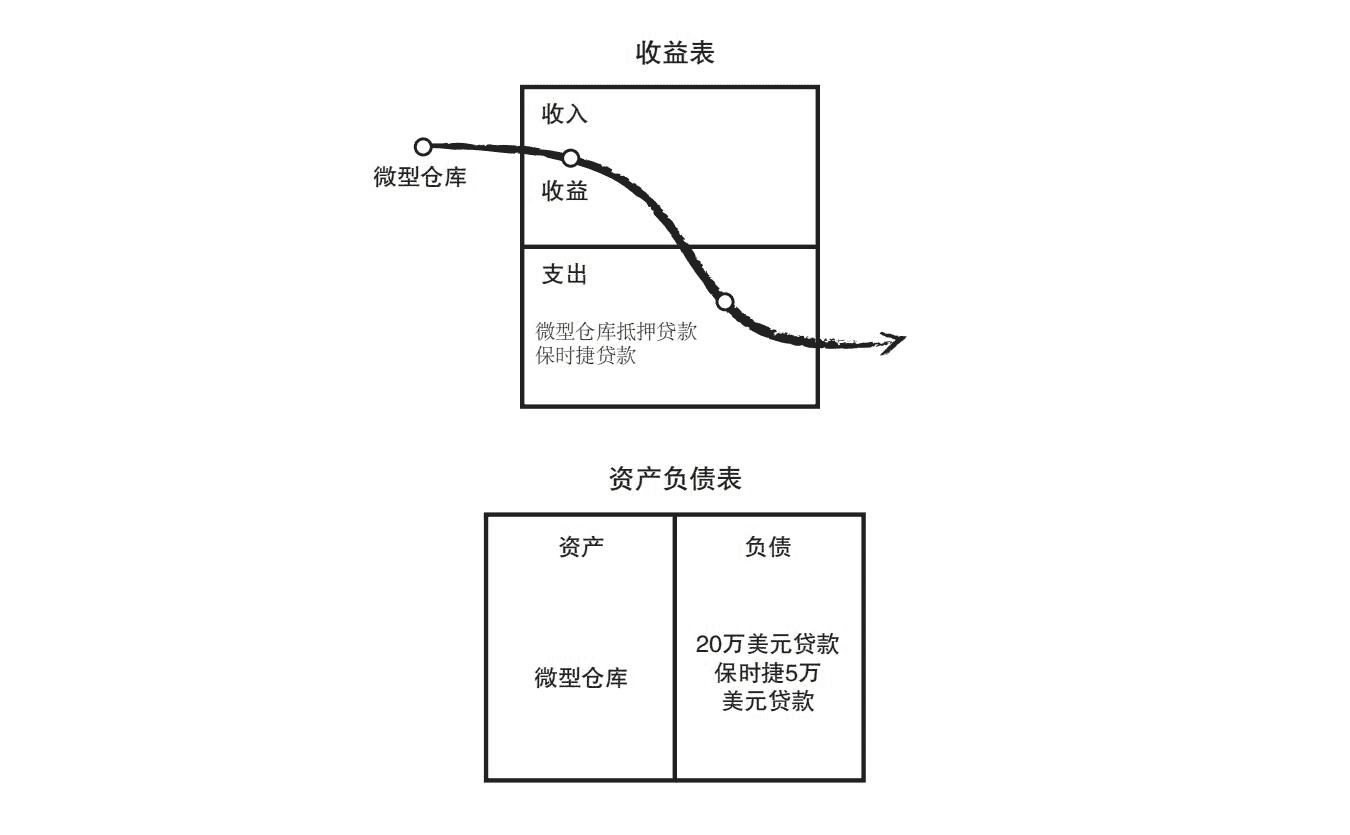 收益表
收入
微型仓库
收益
支出
微型仓库抵押贷款
保时捷贷款
资产负债表
资产
负债
微型仓库
20万美元贷款
保时捷5万
美元贷款